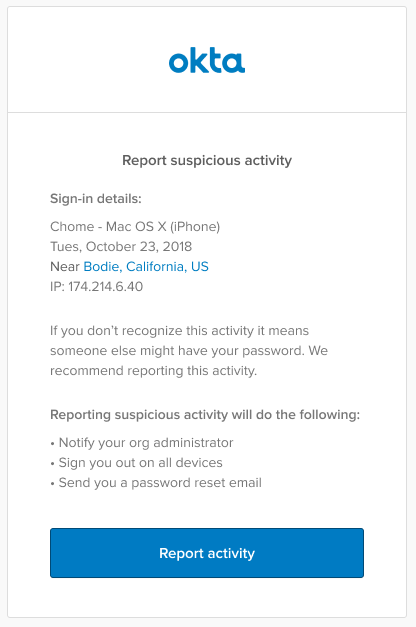 okta
Report suspicious activity
Sign-in details:
Chome - Mac OS X (iPhone)
Tues, October 23, 2018
Near Bodie, California, US
IP: 174.214.6.40
If you don’t recognize this activity it means
someone else might have your password. We
recommend reporting this activity.
Reporting suspicious activity will do the following:
• Notify your org administrator
• Sign you out on all devices
• Send you a password reset email
Report activity